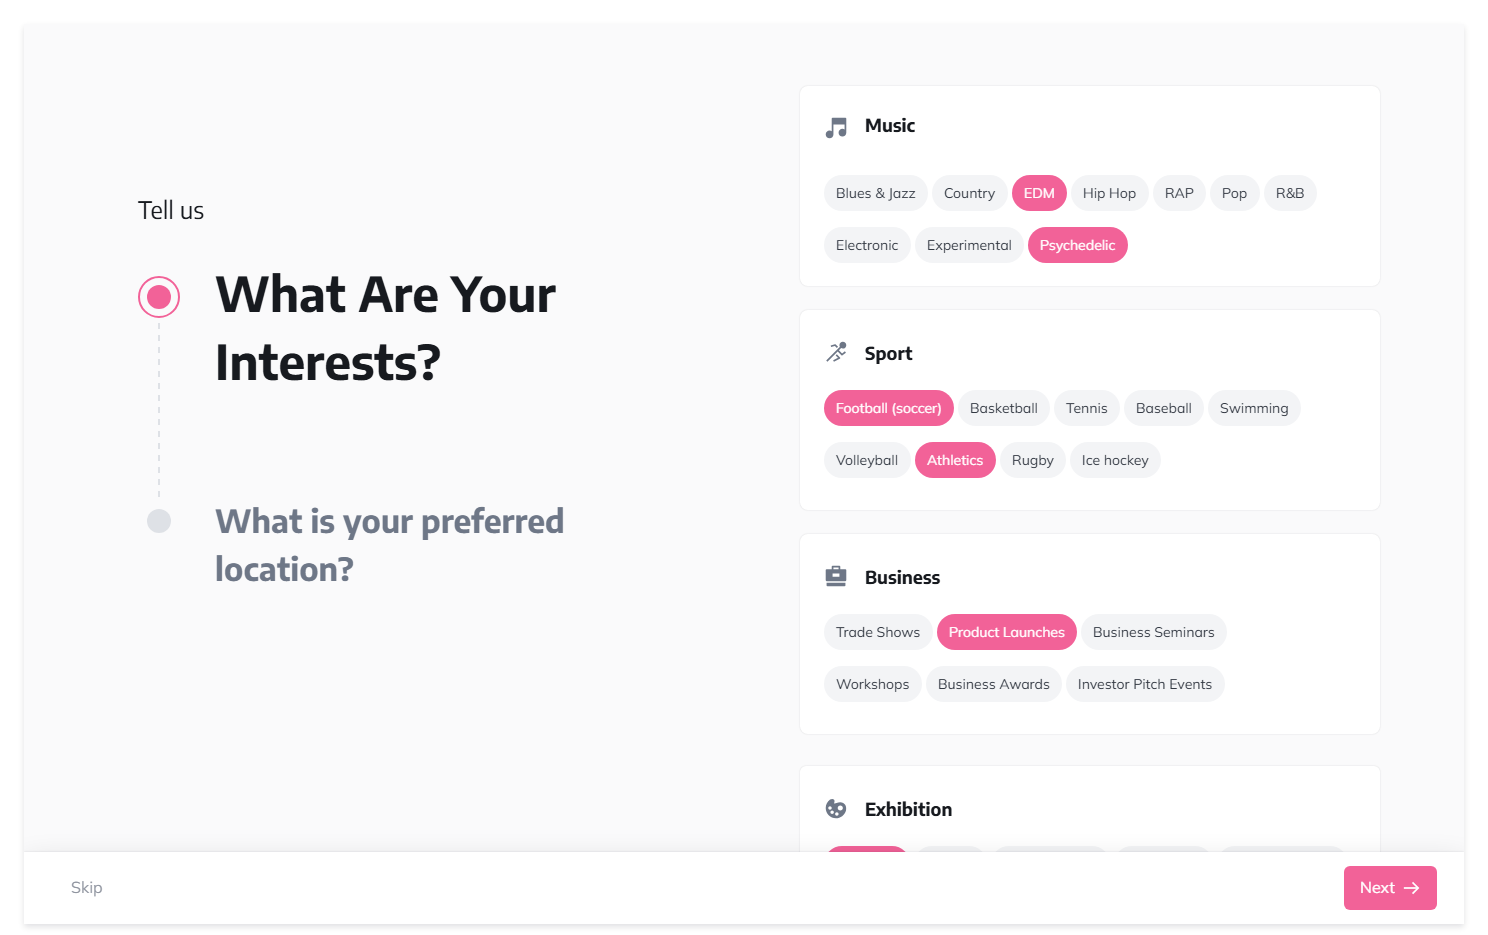 Tell us
What Are Your
Interests?
What is your preferred
location?
Music
Blues & Jazz Country EDM Hip Hop RAP Pop R&B
Electronic Experimental Psychedelic
Sport
Football (soccer) Basketball Tennis Baseball Swimming
Volleyball Athletics Rugby Ice hockey
Business
Trade Shows Product Launches Business Seminars
Workshops Business Awards Investor Pitch Events
Exhibition
Skip
Next